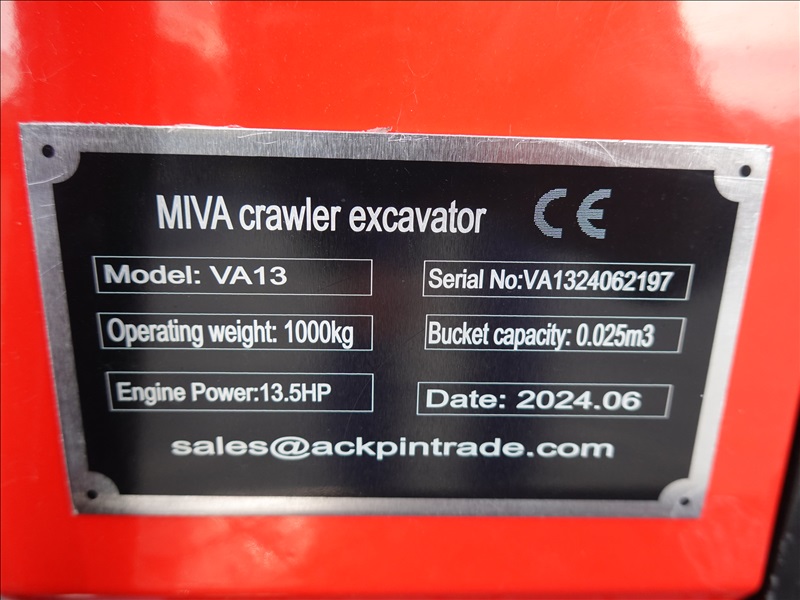 MIVA crawler excavator CE
Model: VA13 Serial No:VA1324062197
Operating weight: 1000kg Bucket capacity: 0.025m3
Engine Power:13.5HP Date: 2024.06
sales@ackpintrade.com